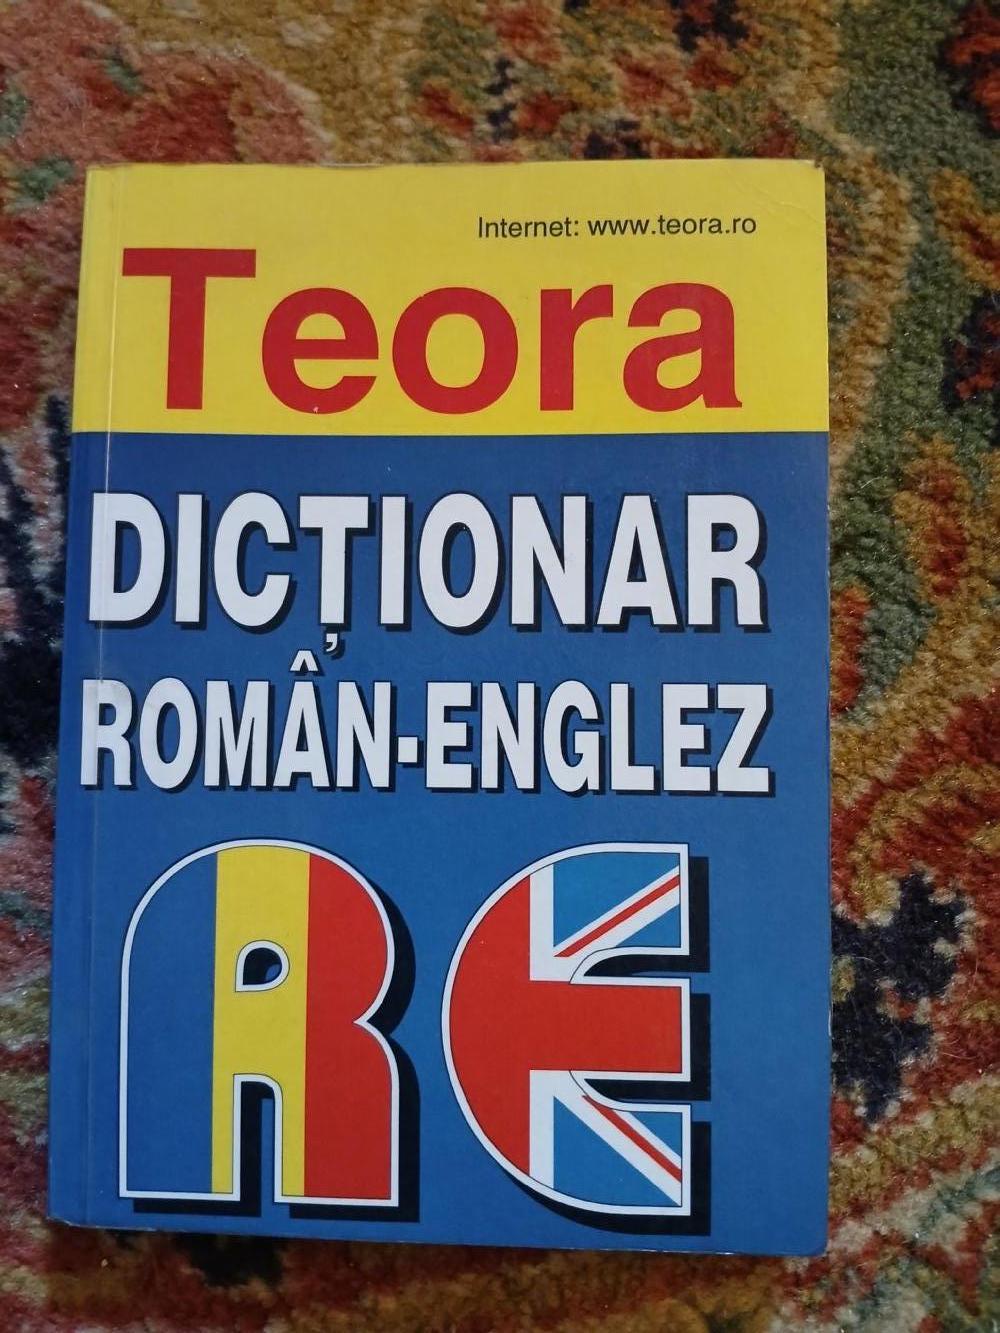 Internet: www.teora.ro
Teora
DICȚIONAR
ROMÂN-ENGLEZ
RE